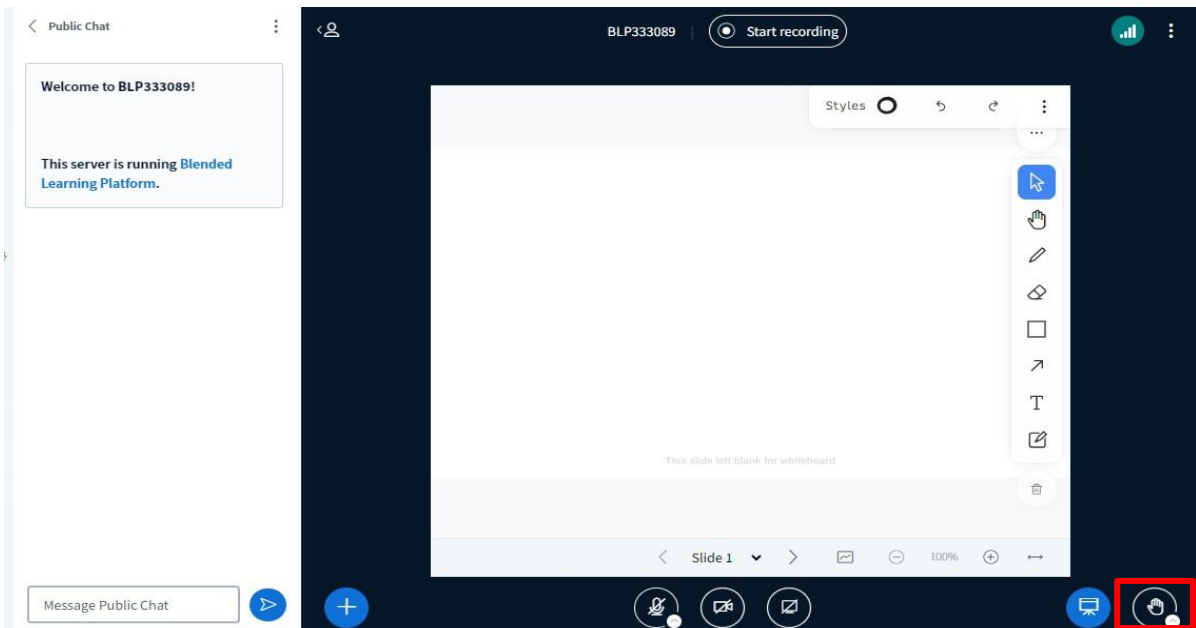 Public Chat
Welcome to BLP333089!
This server is running Blended
Learning Platform.
Message Public Chat
BLP333089
Start recording
Styles
T
This slide left blank for whiteboard
Slide 1
100%